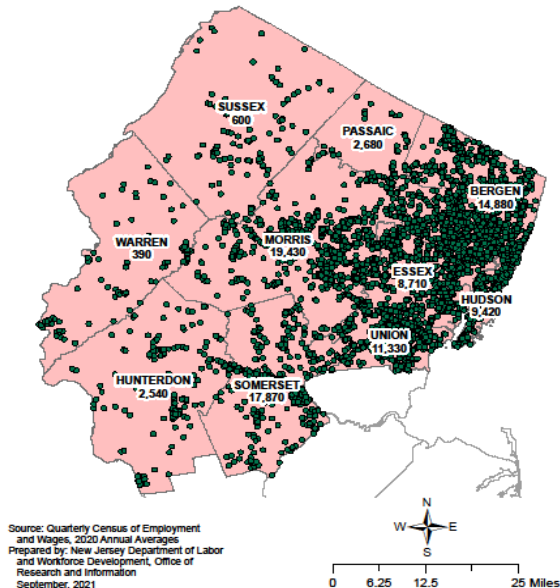 SUSSEX
600
PASSAIC
2,680
BERGEN
14,880
WARREN
390
MORRIS
19,430
ESSEX
8,710
HUDSON
9,420
UNION
11,330
HUNTERDON
2,540
SOMERSET
17,870
Source: Quarterly Census of Employment
and Wages, 2020 Annual Averages
Prepared by: New Jersey Department of Labor
and Workforce Development, Office of
Research and Information
September, 2021
N
W E
S
0 6.25 12.5 25 Miles